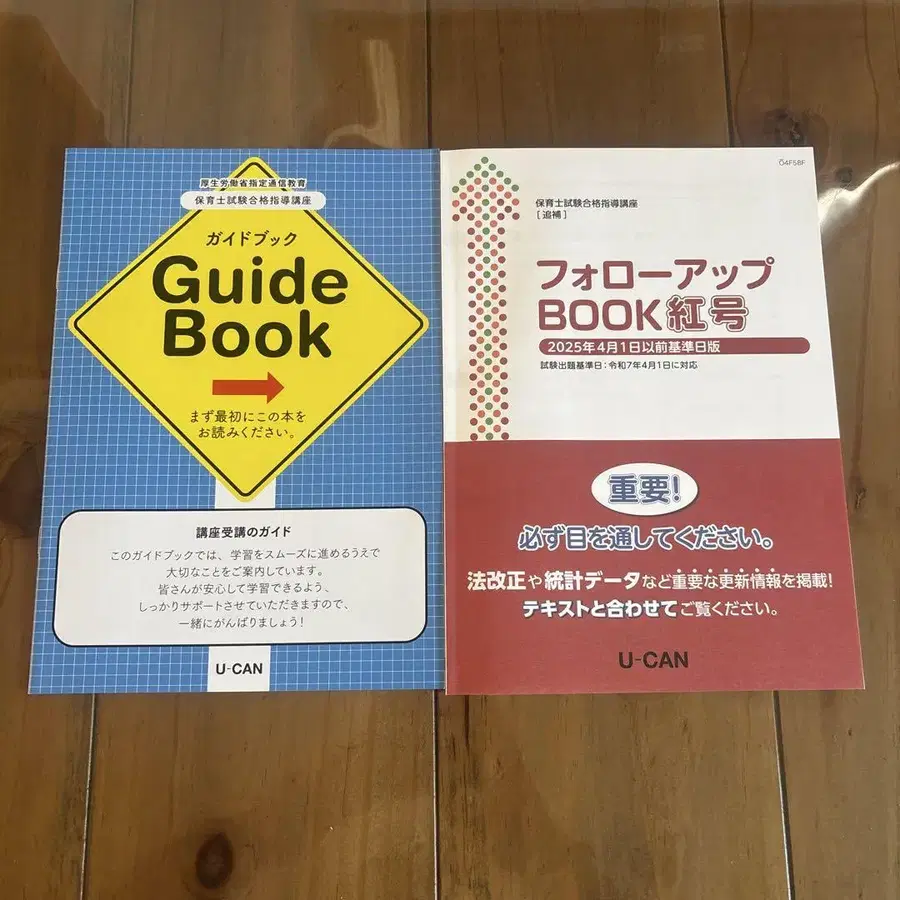 厚生労働省指定通信教育
保育士試験合格指導講座
ガイドブック
Guide
Book
まず最初にこの本を
お読みください。
講座受講のガイド
このガイドブックでは、学習をスムーズに進めるうえで
大切なことをご案内しています。
皆さんが安心して学習できるよう、
しっかりサポートさせていただきますので、
一緒にがんばりましょう!
U-CAN
04F58F
保育士試験合格指導講座
[追補]
フォローアップ
BOOK紅号
2025年4月1日以前基準日版
試験出題基準日:令和7年4月1日に対応
重要!
必ず目を通してください。
法改正や統計データなど重要な更新情報を掲載!
テキストと合わせてご覧ください。
U-CAN